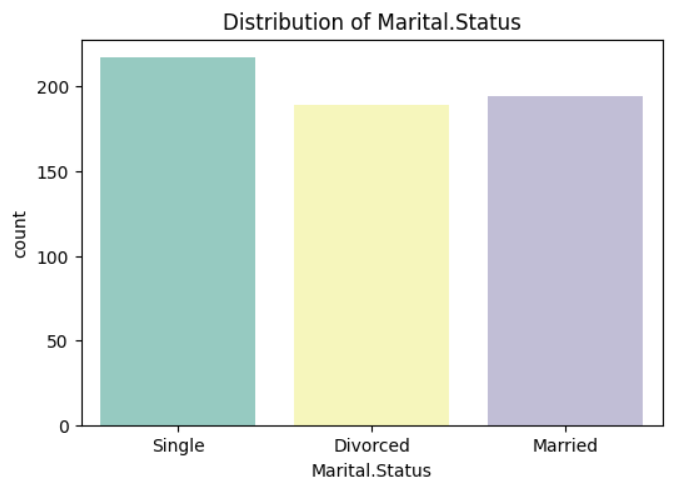 Distribution of Marital.Status
count
200
150
100
50
0
Single Divorced Married
Marital.Status